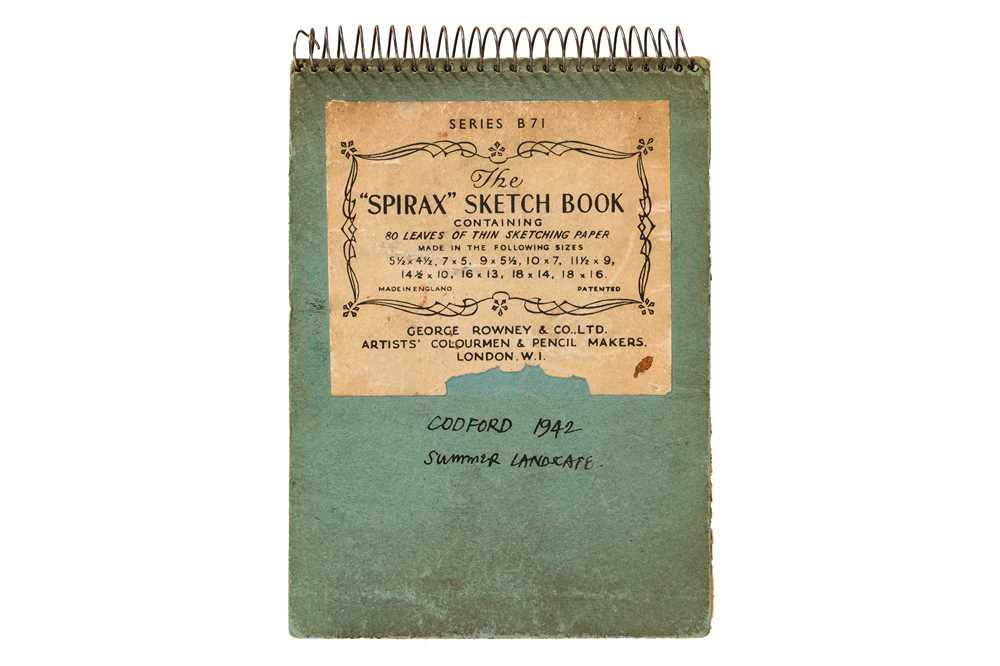 SERIES B71
The
"SPIRAX" SKETCH BOOK
CONTAINING
80 LEAVES OF THIN SKETCHING PAPER
MADE IN THE FOLLOWING SIZES
5½ x 4½, 7 x 5, 9 x 5½, 10 x 7, 11½ x 9,
14½ x 10, 16 x 13, 18 x 14, 18 x 16.
MADE IN ENGLAND PATENTED
GEORGE ROWNEY & CO., LTD.
ARTISTS' COLOURMEN & PENCIL MAKERS.
LONDON. W.I.
CODFORD 1942
SUMMER LANDSCAPE.